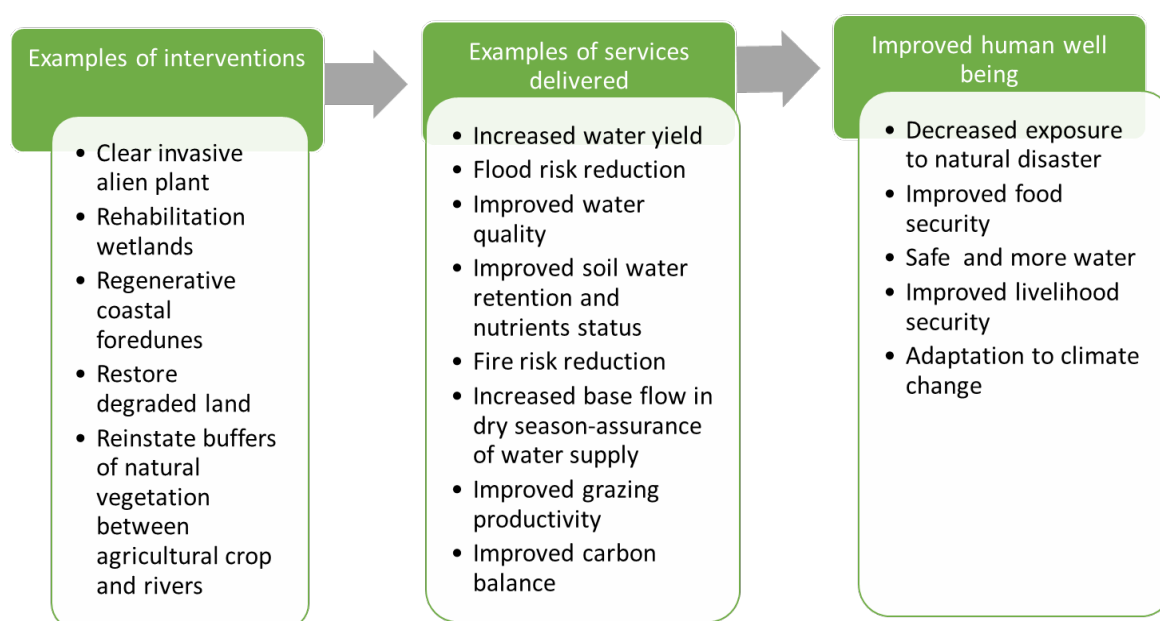 Examples of interventions
• Clear invasive
alien plant
• Rehabilitation
wetlands
• Regenerative
coastal
foredunes
• Restore
degraded land
• Reinstate buffers
of natural
vegetation
between
agricultural crop
and rivers
Examples of services
delivered
• Increased water yield
• Flood risk reduction
• Improved water
quality
• Improved soil water
retention and
nutrients status
• Fire risk reduction
• Increased base flow in
dry season-assurance
of water supply
• Improved grazing
productivity
• Improved carbon
balance
Improved human well
being
• Decreased exposure
to natural disaster
• Improved food
security
• Safe  and more water
• Improved livelihood
security
• Adaptation to climate
change